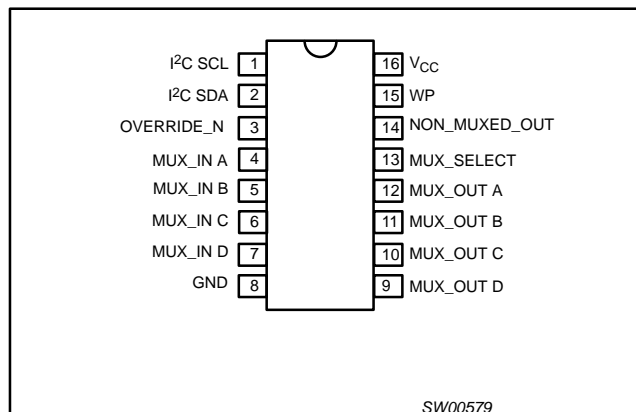 I²C SCL 1 16 VCC
I²C SDA 2 15 WP
OVERRIDE_N 3 14 NON_MUXED_OUT
MUX_IN A 4 13 MUX_SELECT
MUX_IN B 5 12 MUX_OUT A
MUX_IN C 6 11 MUX_OUT B
MUX_IN D 7 10 MUX_OUT C
GND 8 9 MUX_OUT D
SW00579